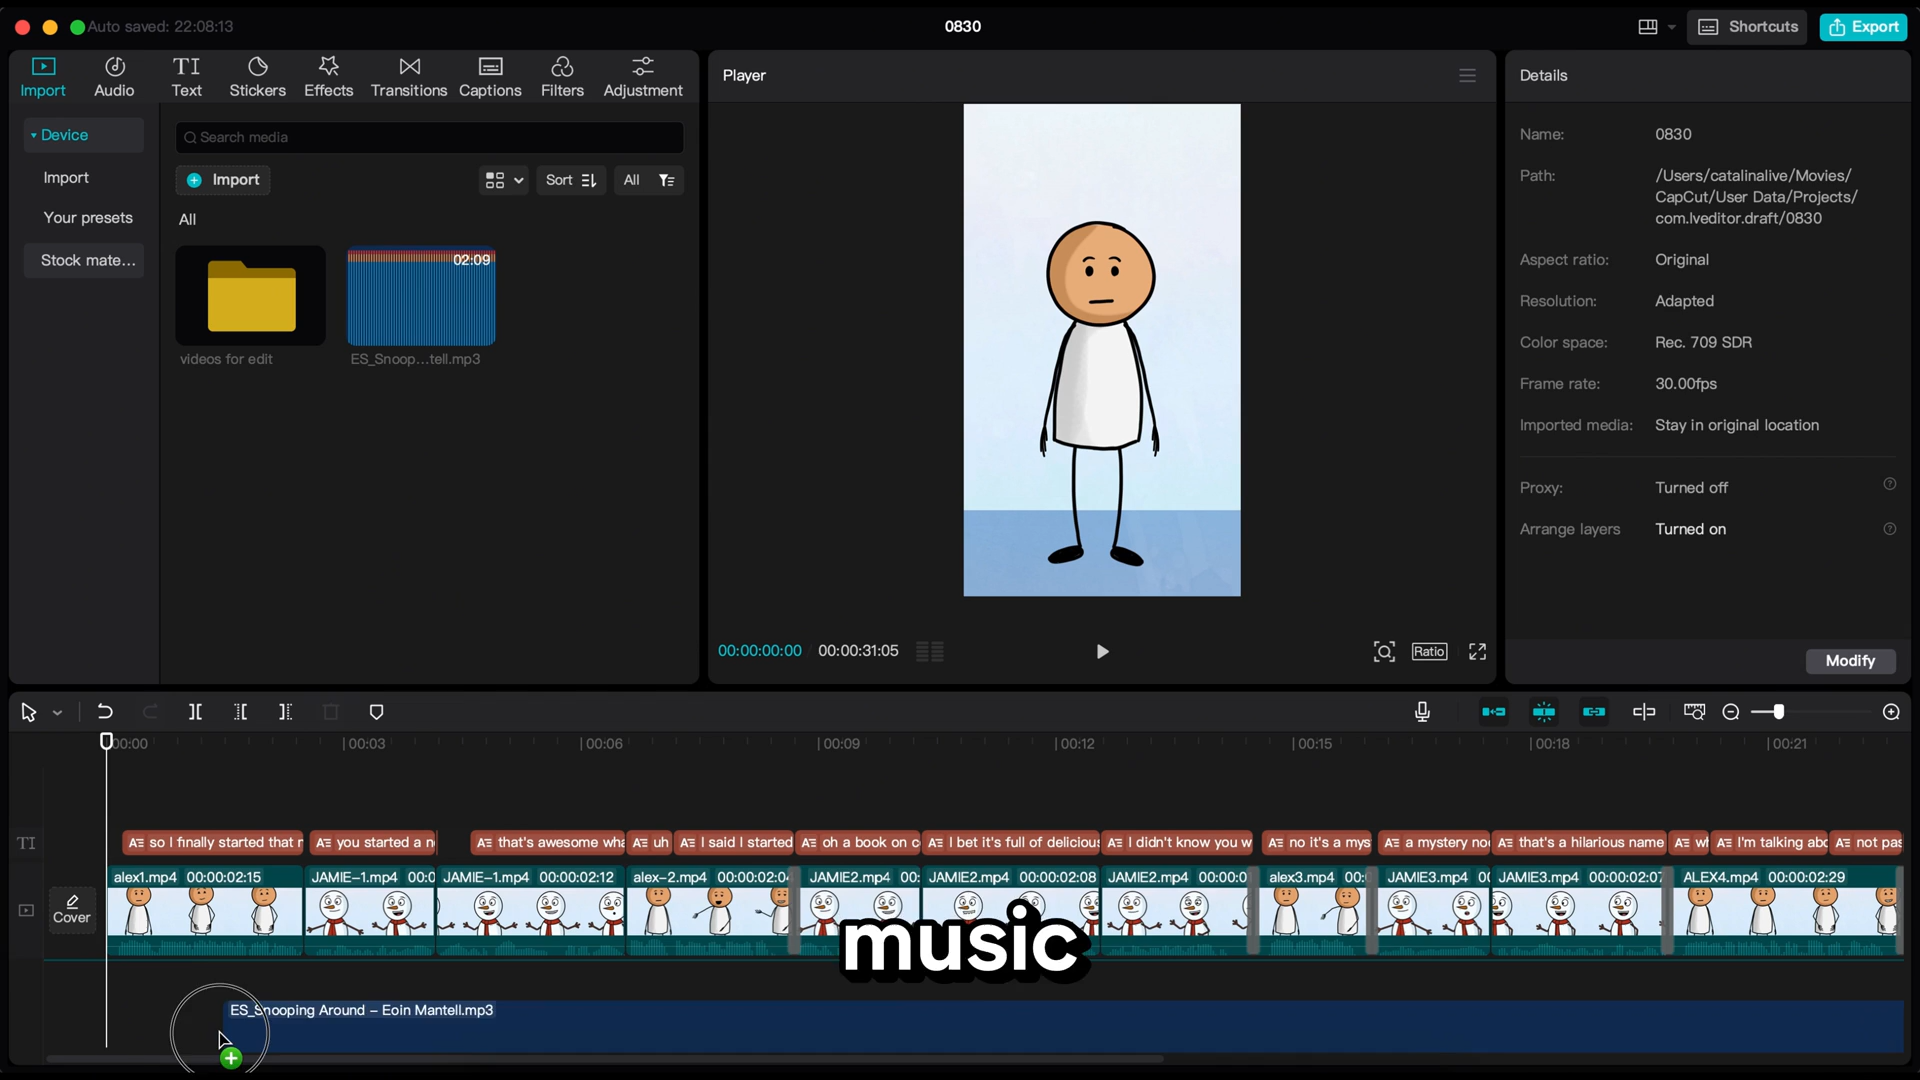 Auto saved: 22:08:13
0830
Shortcuts
Export
Import
Audio
TI
Text
Stickers
Effects
Transitions
Captions
Filters
Adjustment
Device
Import
Your presets
Stock mate...
Search media
Import
Sort
All
All
videos for edit
02:09
ES_Snoop...tell.mp3
Player
00:00:00:00
00:00:31:05
Ratio
Details
Name: 0830
Path: /Users/catalinalive/Movies/
CapCut/User Data/Projects/
com.lveditor.draft/0830
Aspect ratio: Original
Resolution: Adapted
Color space: Rec. 709 SDR
Frame rate: 30.00fps
Imported media: Stay in original location
Proxy: Turned off
Arrange layers Turned on
Modify
00:00 00:03 00:06 00:09 00:12 00:15 00:18 00:21
TI
so I finally started that
you started a
that's awesome
uh
I said I started
oh a book on
I bet it's full of delicious
I didn't know you
no it's a mys
a mystery
that's a hilarious name
I'm talking
not
Cover
alex1.mp4 00:00:02:15
JAMIE-1.mp4
JAMIE-1.mp4 00:00:02:12
alex-2.mp4 00:00:02:04
JAMIE2.mp4
JAMIE2.mp4 00:00:02:08
JAMIE2.mp4
alex3.mp4
JAMIE3.mp4
JAMIE3.mp4 00:00:02:07
ALEX4.mp4 00:00:02:29
music
ES_Snooping Around – Eoin Mantell.mp3